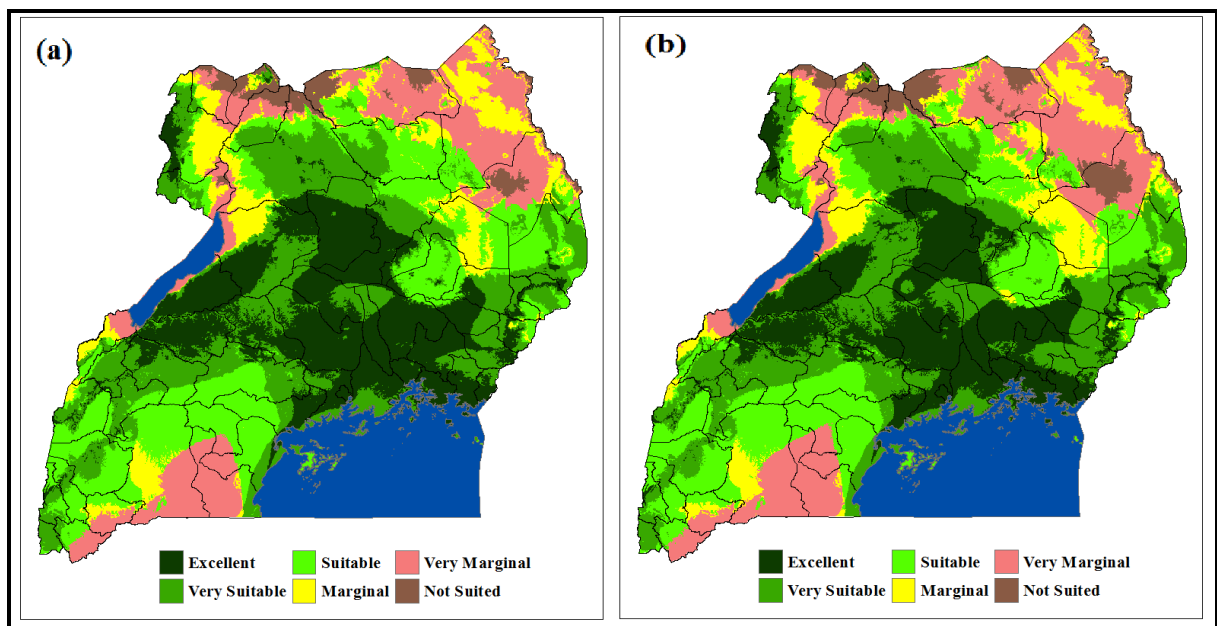 (a)
Excellent Suitable Very Marginal
Very Suitable Marginal Not Suited
(b)
Excellent Suitable Very Marginal
Very Suitable Marginal Not Suited